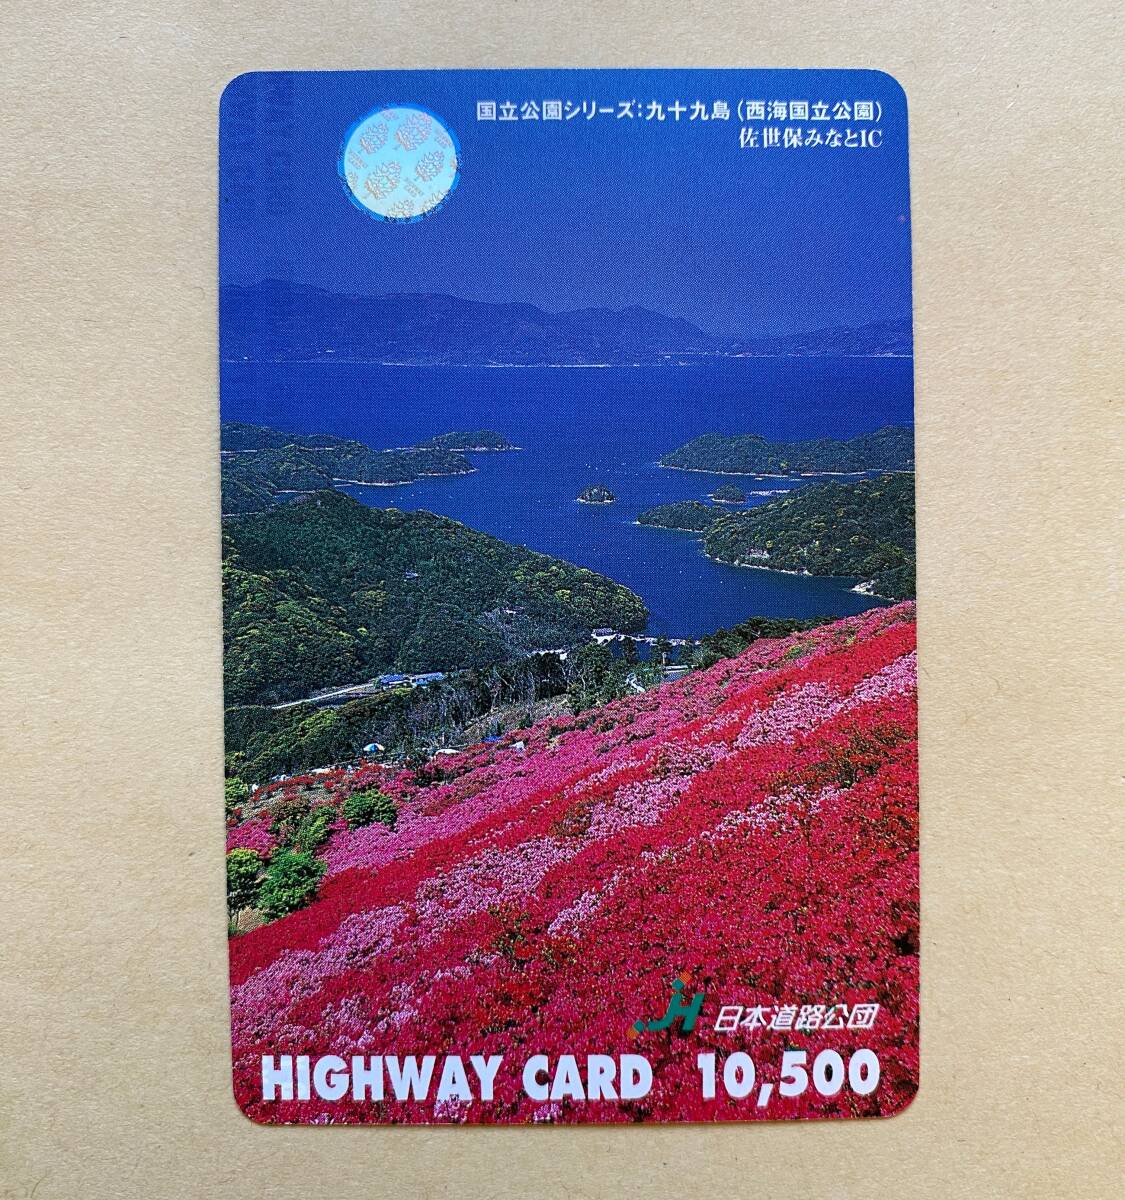 国立公園シリーズ:九十九島(西海国立公園)
佐世保みなとIC
JH 日本道路公団
HIGHWAY CARD 10,500